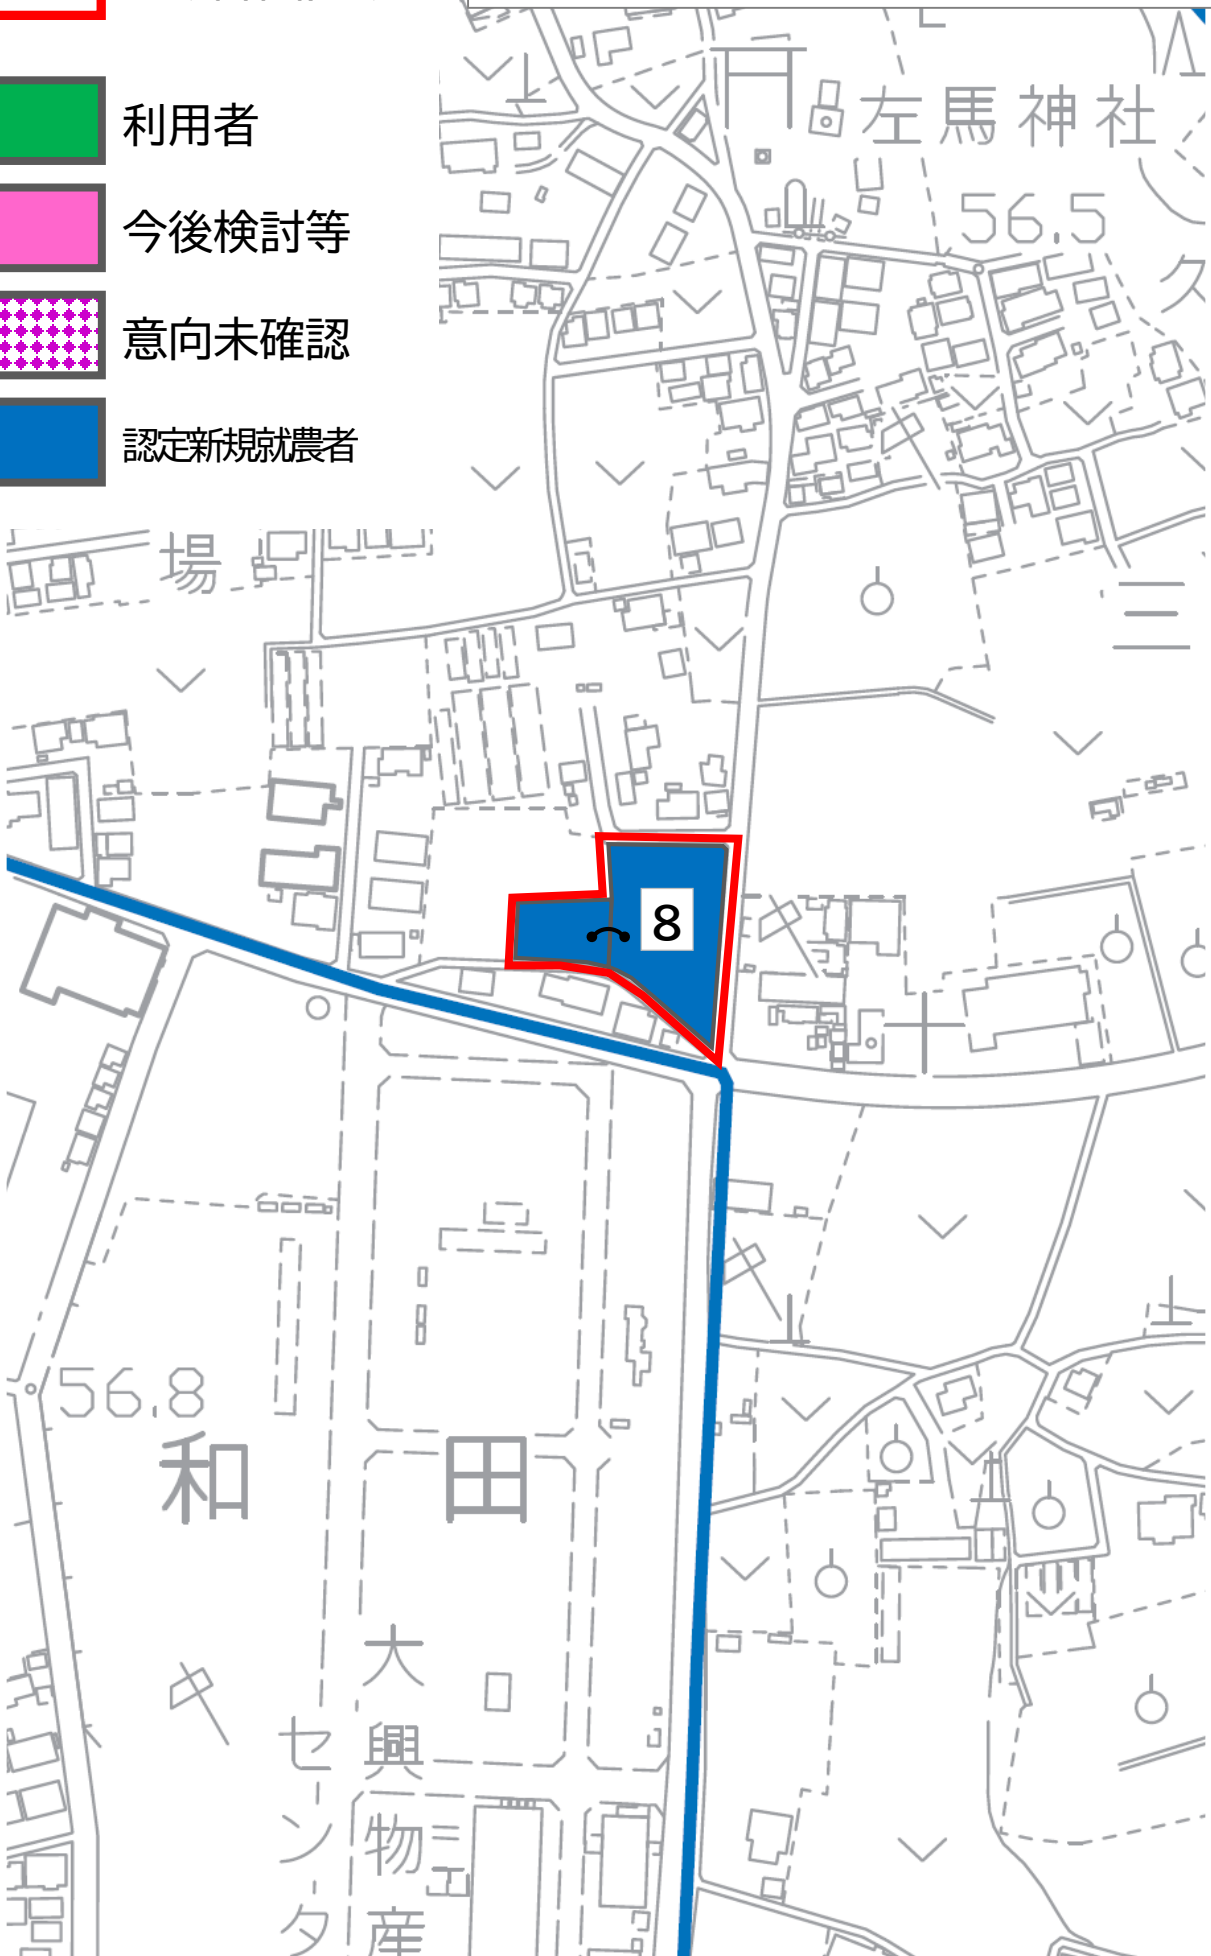 利用者
今後検討等
意向未確認
認定新規就農者
左馬神社
56.5
久
場
三
8
56.8
和田
大興物産
センタ